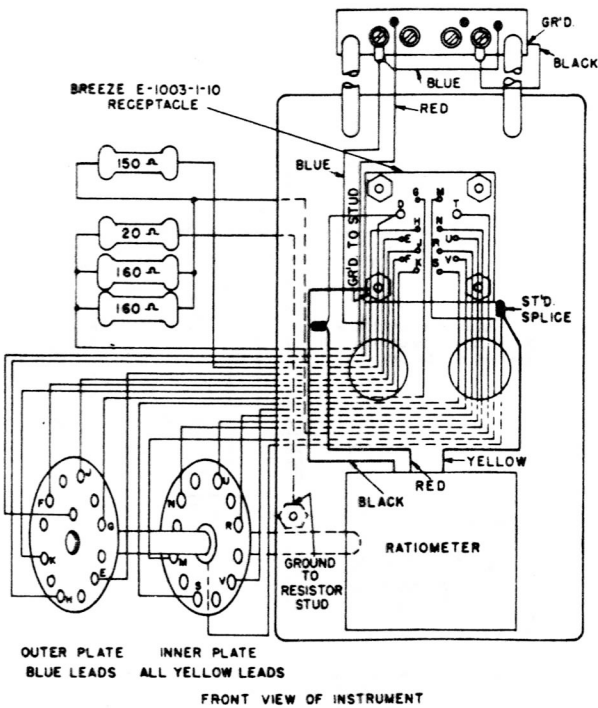 GR'D.
BLACK
BLUE
BREEZE E-1003-1-10
RECEPTACLE
RED
BLUE
150 Ω
GR'D TO STUD
G M
D T
H N
E U
J R
F V
K S
20 Ω
160 Ω
160 Ω
ST'D.
SPLICE
YELLOW
RED
BLACK
J
F
G
K
E
H
U
N
R
M
V
S
GROUND
TO
RESISTOR
STUD
RATIOMETER
OUTER PLATE
BLUE LEADS
INNER PLATE
ALL YELLOW LEADS
FRONT VIEW OF INSTRUMENT